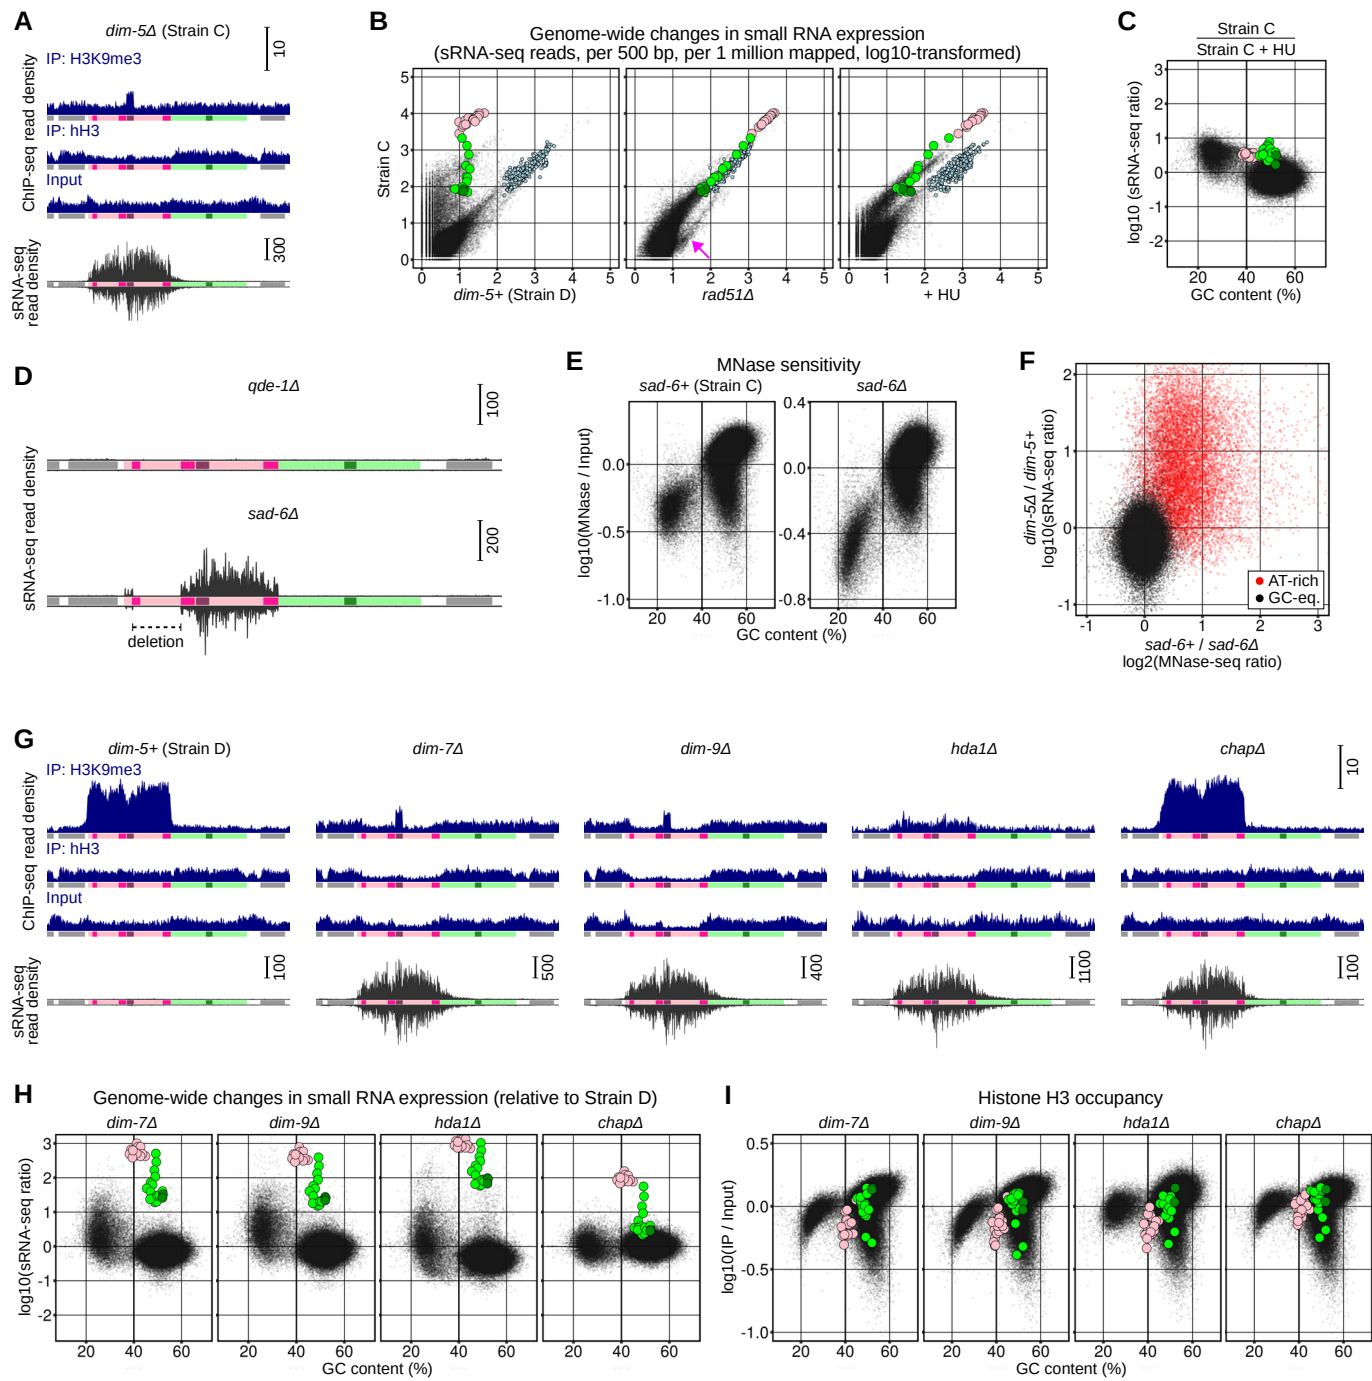 A
dim-5Δ (Strain C)
10
IP: H3K9me3
IP: hH3
Input
ChIP-seq read density
300
sRNA-seq
read density
B
Genome-wide changes in small RNA expression
(sRNA-seq reads, per 500 bp, per 1 million mapped, log10-transformed)
Strain C
5
4
3
2
1
0
0 1 2 3 4 5
0 1 2 3 4 5
0 1 2 3 4 5
dim-5+ (Strain D)
rad51Δ
+ HU
C
Strain C
Strain C + HU
log10 (sRNA-seq ratio)
3
2
1
0
-1
-2
20 40 60
GC content (%)
D
qde-1Δ
100
sRNA-seq read density
sad-6Δ
200
deletion
E
MNase sensitivity
sad-6+ (Strain C)
sad-6Δ
log10(MNase / Input)
0.0
-0.5
-1.0
0.4
0.0
-0.4
-0.8
20 40 60
20 40 60
GC content (%)
F
dim-5Δ / dim-5+
log10(sRNA-seq ratio)
2
1
0
-1
AT-rich
GC-eq.
-1 0 1 2 3
sad-6+ / sad-6Δ
log2(MNase-seq ratio)
G
dim-5+ (Strain D)
dim-7Δ
dim-9Δ
hda1Δ
chapΔ
10
IP: H3K9me3
IP: hH3
Input
ChIP-seq read density
sRNA-seq
read density
100
500
400
1100
100
H
Genome-wide changes in small RNA expression (relative to Strain D)
dim-7Δ
dim-9Δ
hda1Δ
chapΔ
log10(sRNA-seq ratio)
3
2
1
0
-1
-2
20 40 60
20 40 60
20 40 60
20 40 60
GC content (%)
I
Histone H3 occupancy
dim-7Δ
dim-9Δ
hda1Δ
chapΔ
log10(IP / Input)
0.5
0.0
-0.5
-1.0
20 40 60
20 40 60
20 40 60
20 40 60
GC content (%)